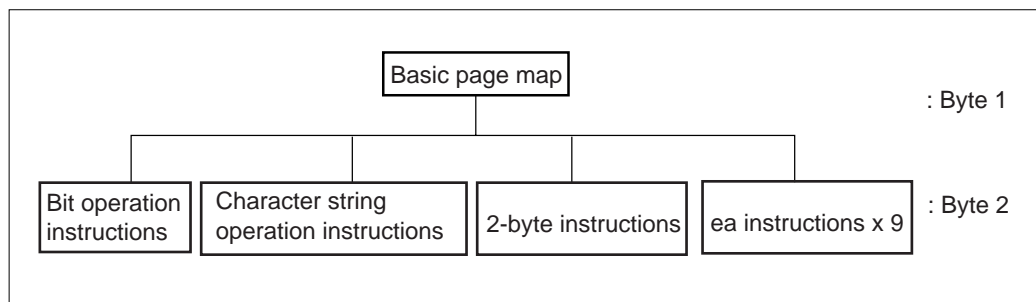 Basic page map
: Byte 1
Bit operation
instructions
Character string
operation instructions
2-byte instructions
ea instructions x 9
: Byte 2